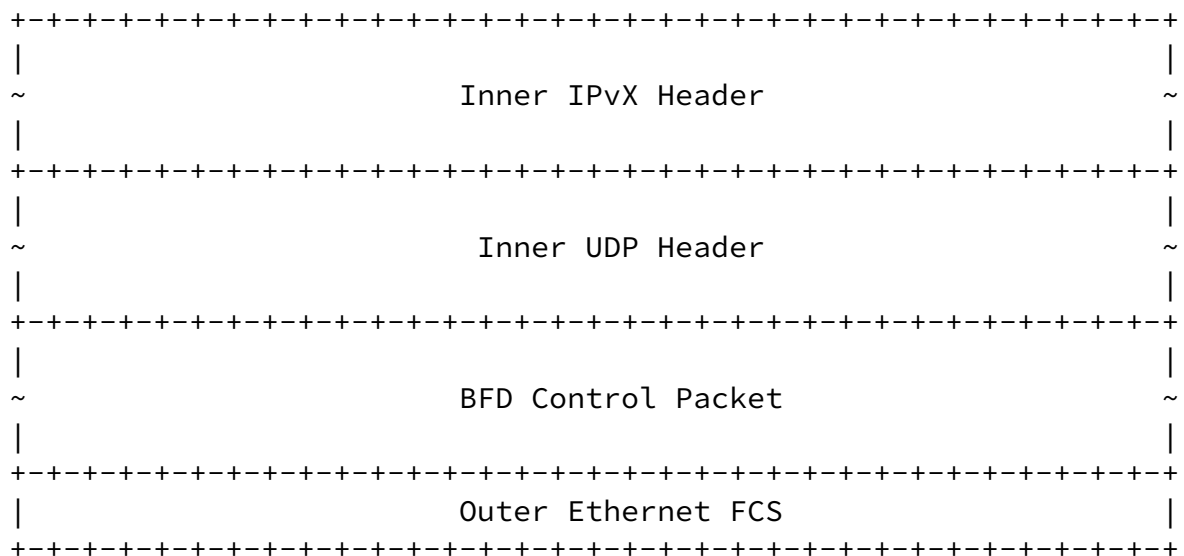 +-+-+-+-+-+-+-+-+-+-+-+-+-+-+-+-+-+-+-+-+-+-+-+-+-+-+-+-+-+-+-+-+
|                                                               |
~                         Inner IPvX Header                     ~
|                                                               |
+-+-+-+-+-+-+-+-+-+-+-+-+-+-+-+-+-+-+-+-+-+-+-+-+-+-+-+-+-+-+-+-+
|                                                               |
~                          Inner UDP Header                     ~
|                                                               |
+-+-+-+-+-+-+-+-+-+-+-+-+-+-+-+-+-+-+-+-+-+-+-+-+-+-+-+-+-+-+-+-+
|                                                               |
~                         BFD Control Packet                    ~
|                                                               |
+-+-+-+-+-+-+-+-+-+-+-+-+-+-+-+-+-+-+-+-+-+-+-+-+-+-+-+-+-+-+-+-+
|                         Outer Ethernet FCS                    |
+-+-+-+-+-+-+-+-+-+-+-+-+-+-+-+-+-+-+-+-+-+-+-+-+-+-+-+-+-+-+-+-+